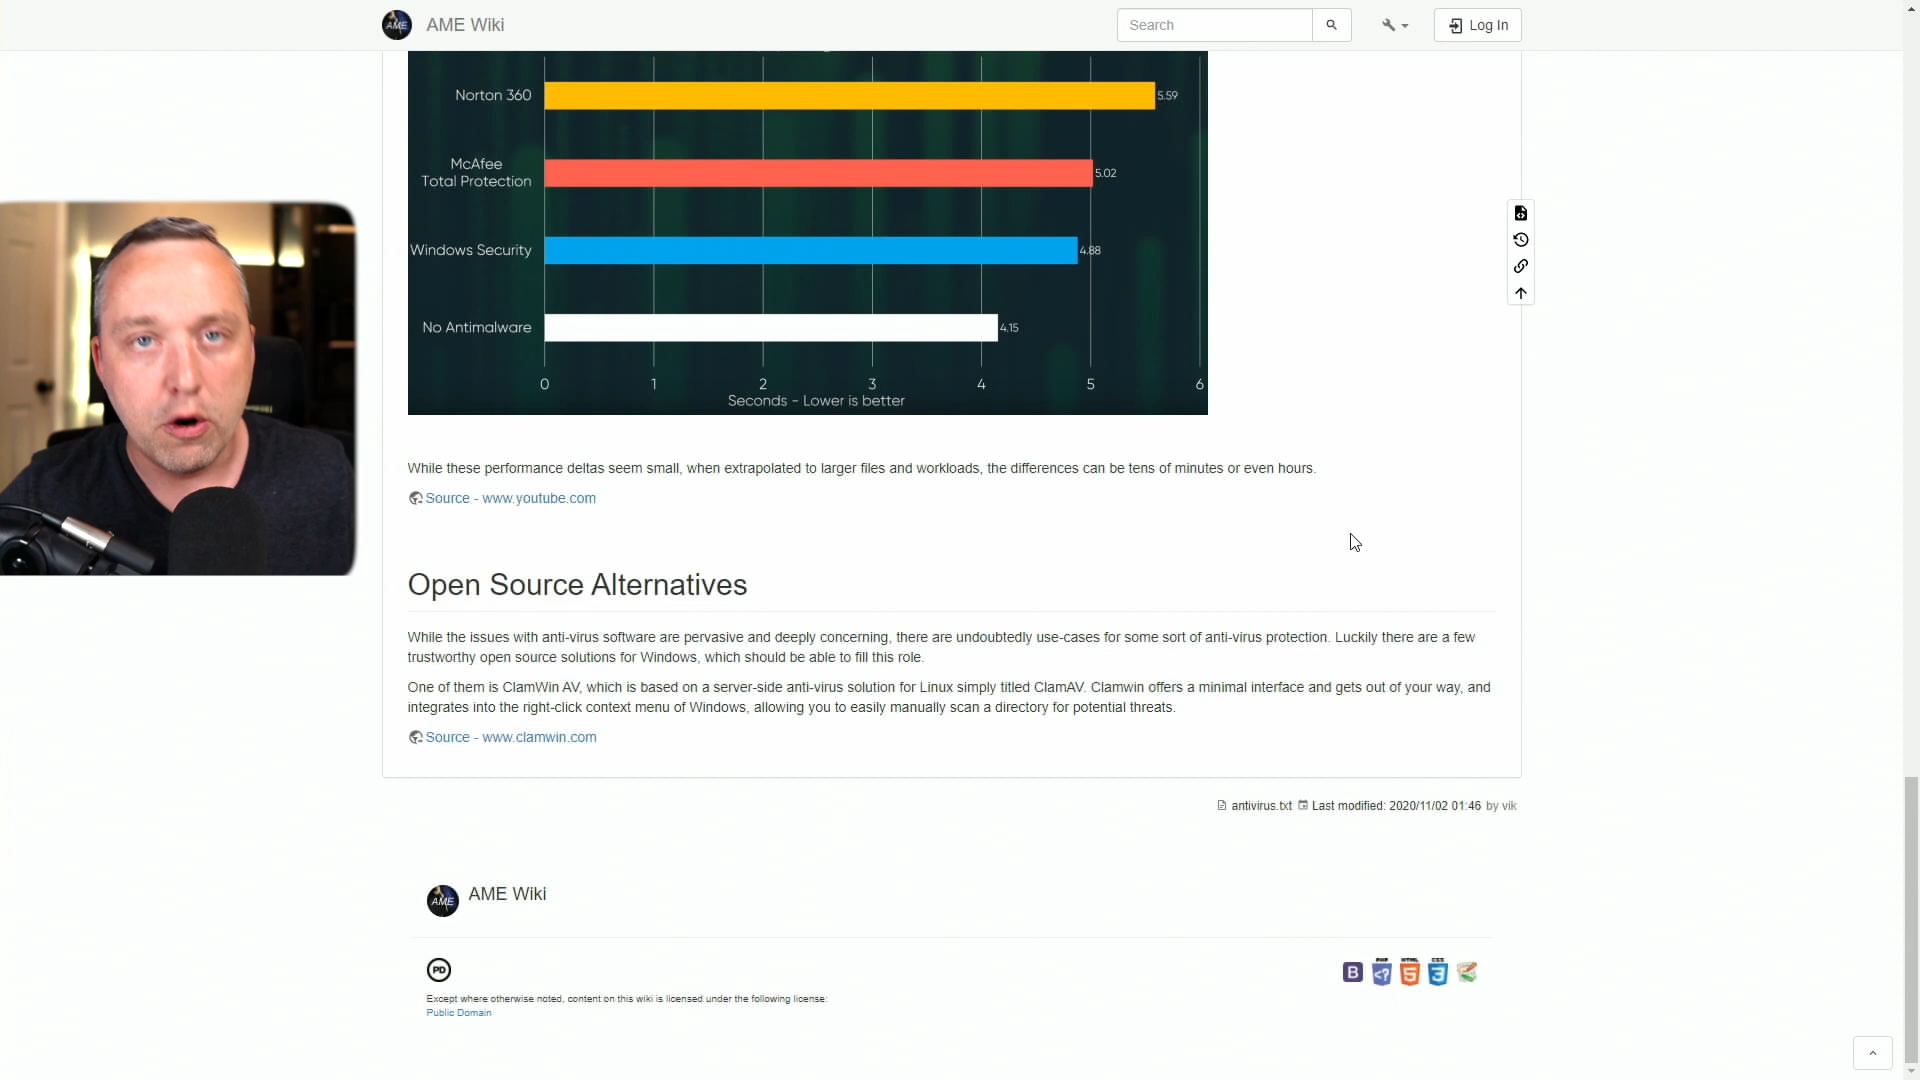 AME
AME Wiki
Search
Log In
Norton 360
5.59
McAfee
Total Protection
5.02
Windows Security
4.88
No Antimalware
4.15
0 1 2 3 4 5 6
Seconds - Lower is better
While these performance deltas seem small, when extrapolated to larger files and workloads, the differences can be tens of minutes or even hours.
Source - www.youtube.com
Open Source Alternatives
While the issues with anti-virus software are pervasive and deeply concerning, there are undoubtedly use-cases for some sort of anti-virus protection. Luckily there are a few
trustworthy open source solutions for Windows, which should be able to fill this role.
One of them is ClamWin AV, which is based on a server-side anti-virus solution for Linux simply titled ClamAV. Clamwin offers a minimal interface and gets out of your way, and
integrates into the right-click context menu of Windows, allowing you to easily manually scan a directory for potential threats.
Source - www.clamwin.com
antivirus.txt Last modified: 2020/11/02 01:46 by vik
AME
AME Wiki
PD
B PHP <?> HTML 5 CSS 3
Except where otherwise noted, content on this wiki is licensed under the following license:
Public Domain